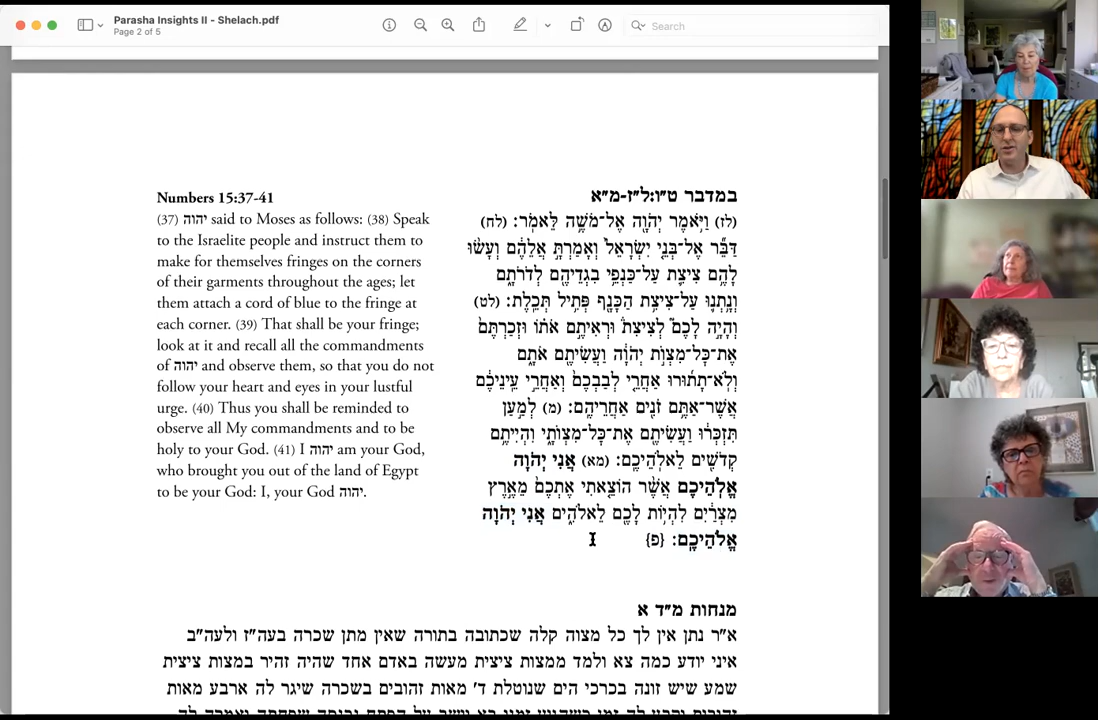 Parasha Insights II - Shelach.pdf
Page 2 of 5
Search
Numbers 15:37-41
(37) יהוה said to Moses as follows: (38) Speak
to the Israelite people and instruct them to
make for themselves fringes on the corners
of their garments throughout the ages; let
them attach a cord of blue to the fringe at
each corner. (39) That shall be your fringe;
look at it and recall all the commandments
of יהוה and observe them, so that you do not
follow your heart and eyes in your lustful
urge. (40) Thus you shall be reminded to
observe all My commandments and to be
holy to your God. (41) I יהוה am your God,
who brought you out of the land of Egypt
to be your God: I, your God יהוה.
במדבר ט״ו:ל״ז-מ״א
(לז) וַיֹּ֥אמֶר יְהֹוָ֖ה אֶל־מֹשֶׁ֥ה לֵּאמֹֽר׃ (לח)
דַּבֵּ֞ר אֶל־בְּנֵ֤י יִשְׂרָאֵל֙ וְאָמַרְתָּ֣ אֲלֵהֶ֔ם וְעָשׂ֨וּ
לָהֶ֥ם צִיצִ֛ת עַל־כַּנְפֵ֥י בִגְדֵיהֶ֖ם לְדֹרֹתָ֑ם
וְנָ֥תְנ֛וּ עַל־צִיצִ֥ת הַכָּנָ֖ף פְּתִ֥יל תְּכֵֽלֶת׃ (לט)
וְהָיָ֣ה לָכֶם֮ לְצִיצִת֒ וּרְאִיתֶ֣ם אֹת֗וֹ וּזְכַרְתֶּם֙
אֶת־כׇּל־מִצְוֺ֣ת יְהֹוָ֔ה וַעֲשִׂיתֶ֖ם אֹתָ֑ם
וְלֹֽא־תָת֜וּרוּ אַחֲרֵ֤י לְבַבְכֶם֙ וְאַחֲרֵ֣י עֵֽינֵיכֶ֔ם
אֲשֶׁר־אַתֶּ֥ם זֹנִ֖ים אַחֲרֵיהֶֽם׃ (מ) לְמַ֣עַן
תִּזְכְּר֔וּ וַעֲשִׂיתֶ֖ם אֶת־כׇּל־מִצְוֺתָ֑י וִהְיִיתֶ֥ם
קְדֹשִׁ֖ים לֵאלֹֽהֵיכֶֽם׃ (מא) אֲנִ֞י יְהֹוָ֣ה
אֱלֹֽהֵיכֶ֗ם אֲשֶׁ֨ר הוֹצֵ֤אתִי אֶתְכֶם֙ מֵאֶ֣רֶץ
מִצְרַ֔יִם לִהְי֥וֹת לָכֶ֖ם לֵאלֹהִ֑ים אֲנִ֖י יְהֹוָ֥ה
אֱלֹהֵיכֶֽם׃ {פ}
מנחות מ״ד א
א״ר נתן אין לך כל מצוה קלה שכתובה בתורה שאין מתן שכרה בעה״ז ולעה״ב
איני יודע כמה צא ולמד ממצות ציצית מעשה באדם אחד שהיה זהיר במצות ציצית
שמע שיש זונה בכרכי הים שנוטלת ד׳ מאות זהובים בשכרה שיגר לה ארבע מאות